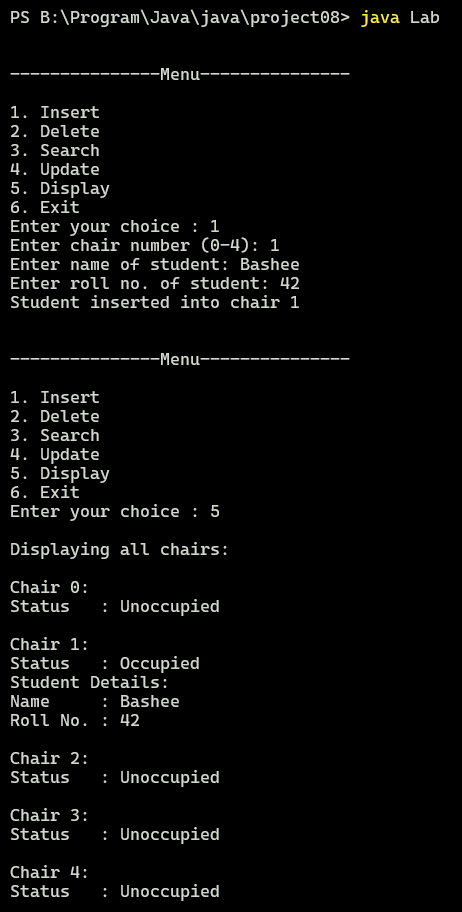 PS B:\Program\Java\java\project08> java Lab
---------------Menu---------------
1. Insert
2. Delete
3. Search
4. Update
5. Display
6. Exit
Enter your choice : 1
Enter chair number (0-4): 1
Enter name of student: Bashee
Enter roll no. of student: 42
Student inserted into chair 1
---------------Menu---------------
1. Insert
2. Delete
3. Search
4. Update
5. Display
6. Exit
Enter your choice : 5
Displaying all chairs:
Chair 0:
Status   : Unoccupied
Chair 1:
Status   : Occupied
Student Details:
Name     : Bashee
Roll No. : 42
Chair 2:
Status   : Unoccupied
Chair 3:
Status   : Unoccupied
Chair 4:
Status   : Unoccupied